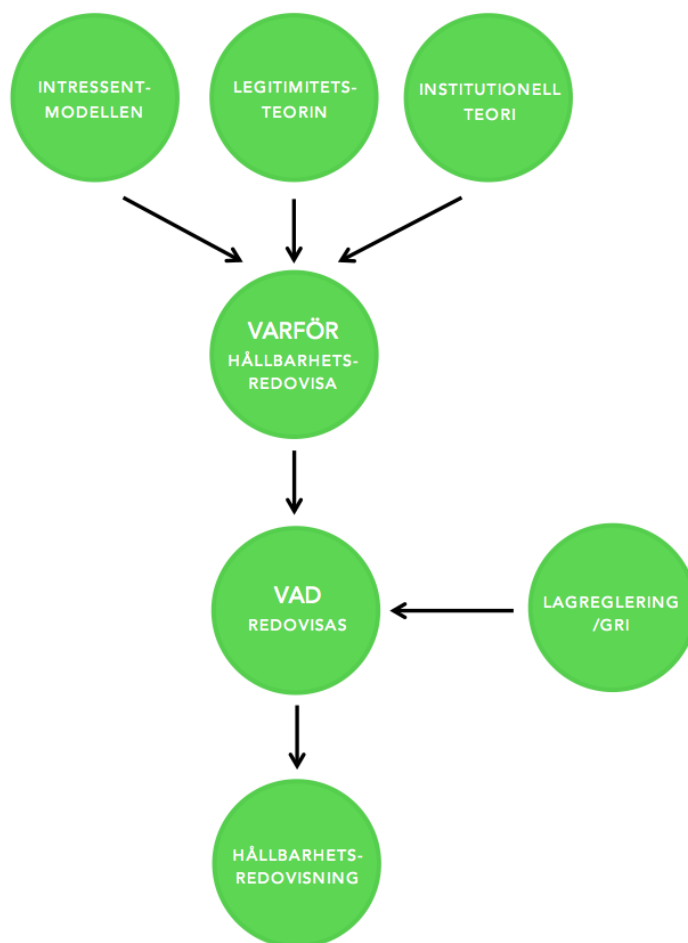 INTRESSENT-
MODELLEN
LEGITIMITETS-
TEORIN
INSTITUTIONELL
TEORI
VARFÖR
HÅLLBARHETS-
REDOVISA
VAD
REDOVISAS
LAGREGLERING
/GRI
HÅLLBARHETS-
REDOVISNING